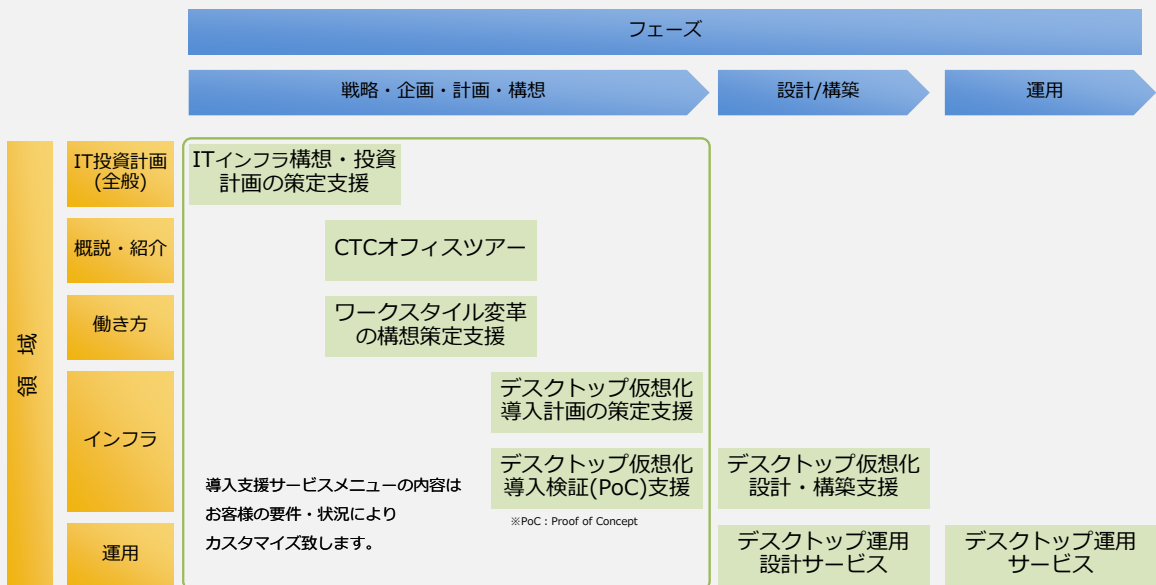 フェーズ
戦略・企画・計画・構想
設計/構築
運用
領域
IT投資計画
(全般)
ITインフラ構想・投資
計画の策定支援
概説・紹介
CTCオフィスツアー
働き方
ワークスタイル変革
の構想策定支援
インフラ
デスクトップ仮想化
導入計画の策定支援
デスクトップ仮想化
導入検証(PoC)支援
※PoC : Proof of Concept
デスクトップ仮想化
設計・構築支援
導入支援サービスメニューの内容は
お客様の要件・状況により
カスタマイズ致します。
運用
デスクトップ運用
設計サービス
デスクトップ運用
サービス